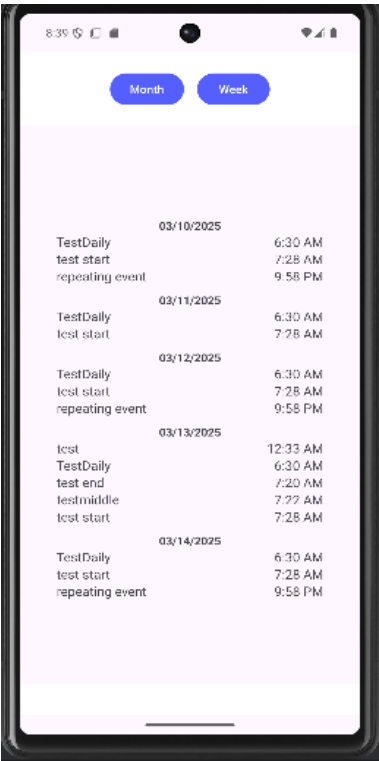 8:39
Month Week
03/10/2025
TestDaily 6:30 AM
test start 7:28 AM
repeating event 9:58 PM
03/11/2025
TestDaily 6:30 AM
test start 7:28 AM
03/12/2025
TestDaily 6:30 AM
test start 7:28 AM
repeating event 9:58 PM
03/13/2025
test 12:33 AM
TestDaily 6:30 AM
test end 7:20 AM
testmiddle 7:22 AM
test start 7:28 AM
03/14/2025
TestDaily 6:30 AM
test start 7:28 AM
repeating event 9:58 PM